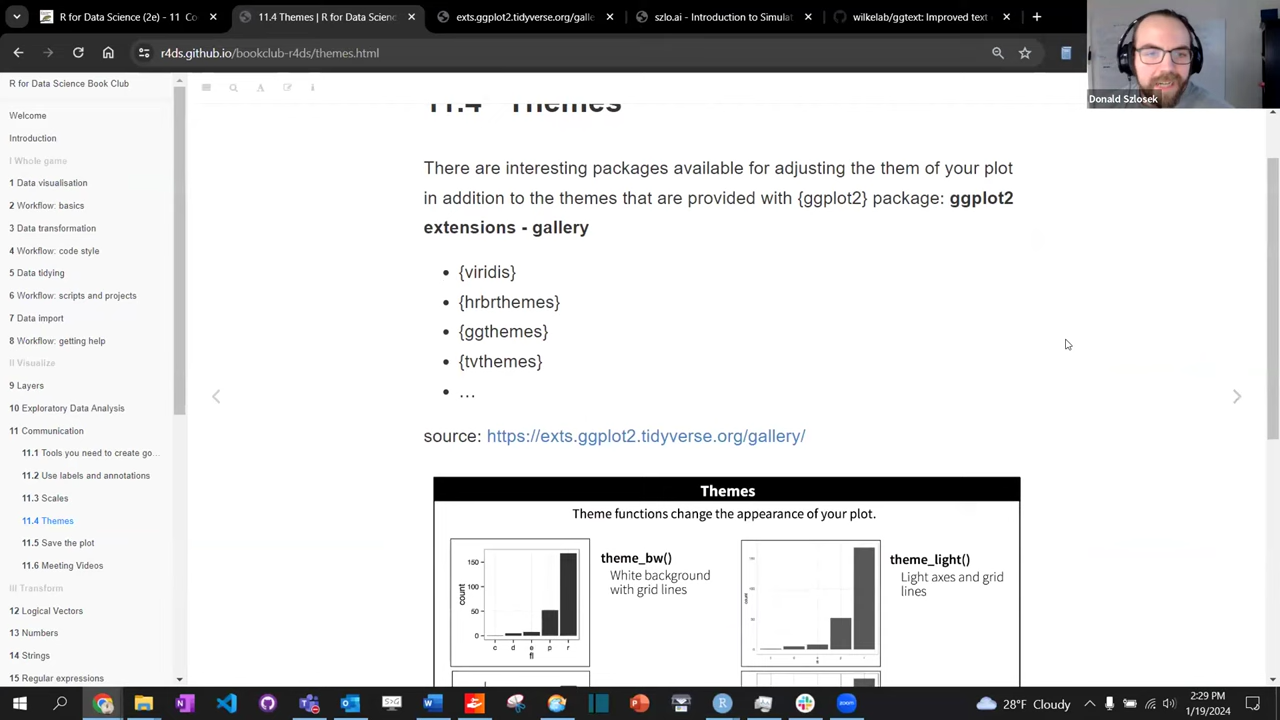 R for Data Science (2e) - 11 Co
11.4 Themes | R for Data Scienc
exts.ggplot2.tidyverse.org/galle
szlo.ai - Introduction to Simulat
wilkelab/ggtext: Improved text
r4ds.github.io/bookclub-r4ds/themes.html
Donald Szlosek
R for Data Science Book Club
Welcome
Introduction
I Whole game
1 Data visualisation
2 Workflow: basics
3 Data transformation
4 Workflow: code style
5 Data tidying
6 Workflow: scripts and projects
7 Data import
8 Workflow: getting help
II Visualize
9 Layers
10 Exploratory Data Analysis
11 Communication
11.1 Tools you need to create go...
11.2 Use labels and annotations
11.3 Scales
11.4 Themes
11.5 Save the plot
11.6 Meeting Videos
III Transform
12 Logical Vectors
13 Numbers
14 Strings
15 Regular expressions
11.4 Themes
There are interesting packages available for adjusting the them of your plot
in addition to the themes that are provided with {ggplot2} package: ggplot2
extensions - gallery
• {viridis}
• {hrbrthemes}
• {ggthemes}
• {tvthemes}
• …
source: https://exts.ggplot2.tidyverse.org/gallery/
Themes
Theme functions change the appearance of your plot.
theme_bw()
White background
with grid lines
150
100
50
0
count
c d e p r
fl
theme_light()
Light axes and grid
lines
count
28°F Cloudy
2:29 PM
1/19/2024